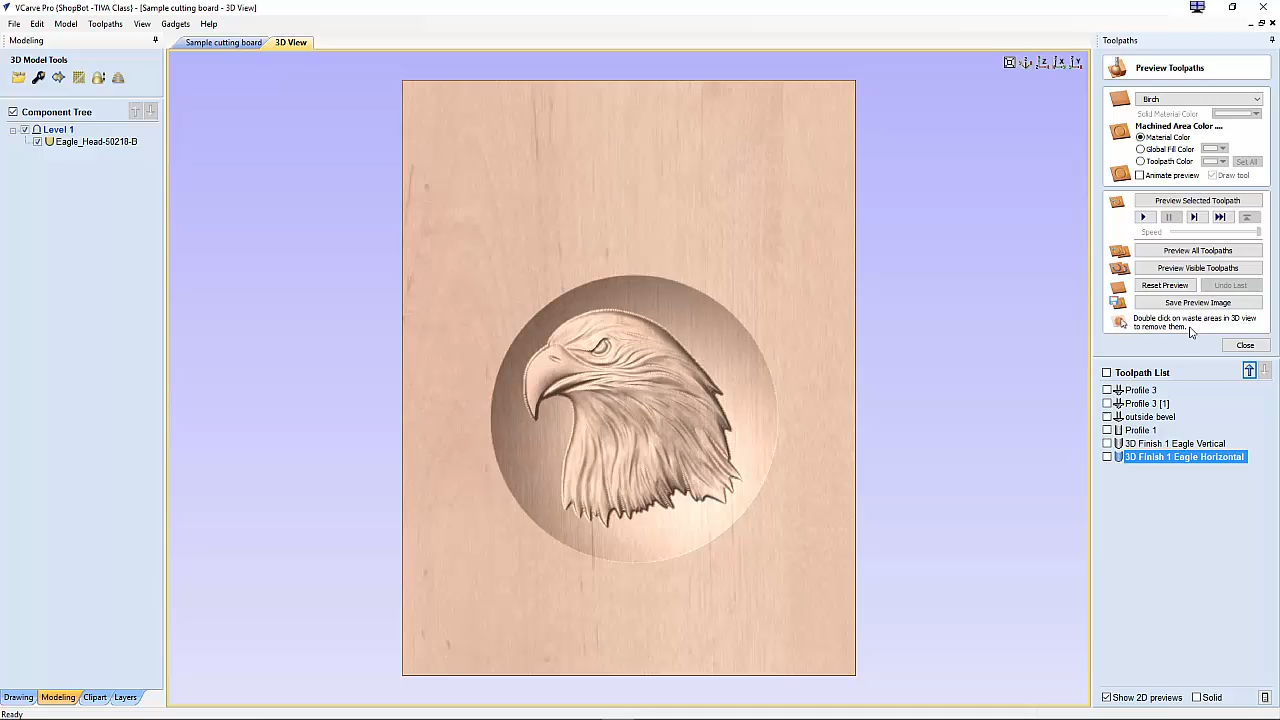 VCarve Pro (ShopBot - TIVA Class) - [Sample cutting board - 3D View]
File Edit Model Toolpaths View Gadgets Help
Modeling
3D Model Tools
Component Tree
Level 1
Eagle_Head-50218-B
Drawing Modeling Clipart Layers
Ready
Sample cutting board 3D View
Z X Y
Toolpaths
Preview Toolpaths
Birch
Solid Material Color
Machined Area Color ....
Material Color
Global Fill Color
Toolpath Color Set All
Animate preview Draw tool
Preview Selected Toolpath
Speed
Preview All Toolpaths
Preview Visible Toolpaths
Reset Preview Undo Last
Save Preview Image
Double click on waste areas in 3D view
to remove them.
Close
Toolpath List
Profile 3
Profile 3 [1]
outside bevel
Profile 1
3D Finish 1 Eagle Vertical
3D Finish 1 Eagle Horizontal
Show 2D previews Solid